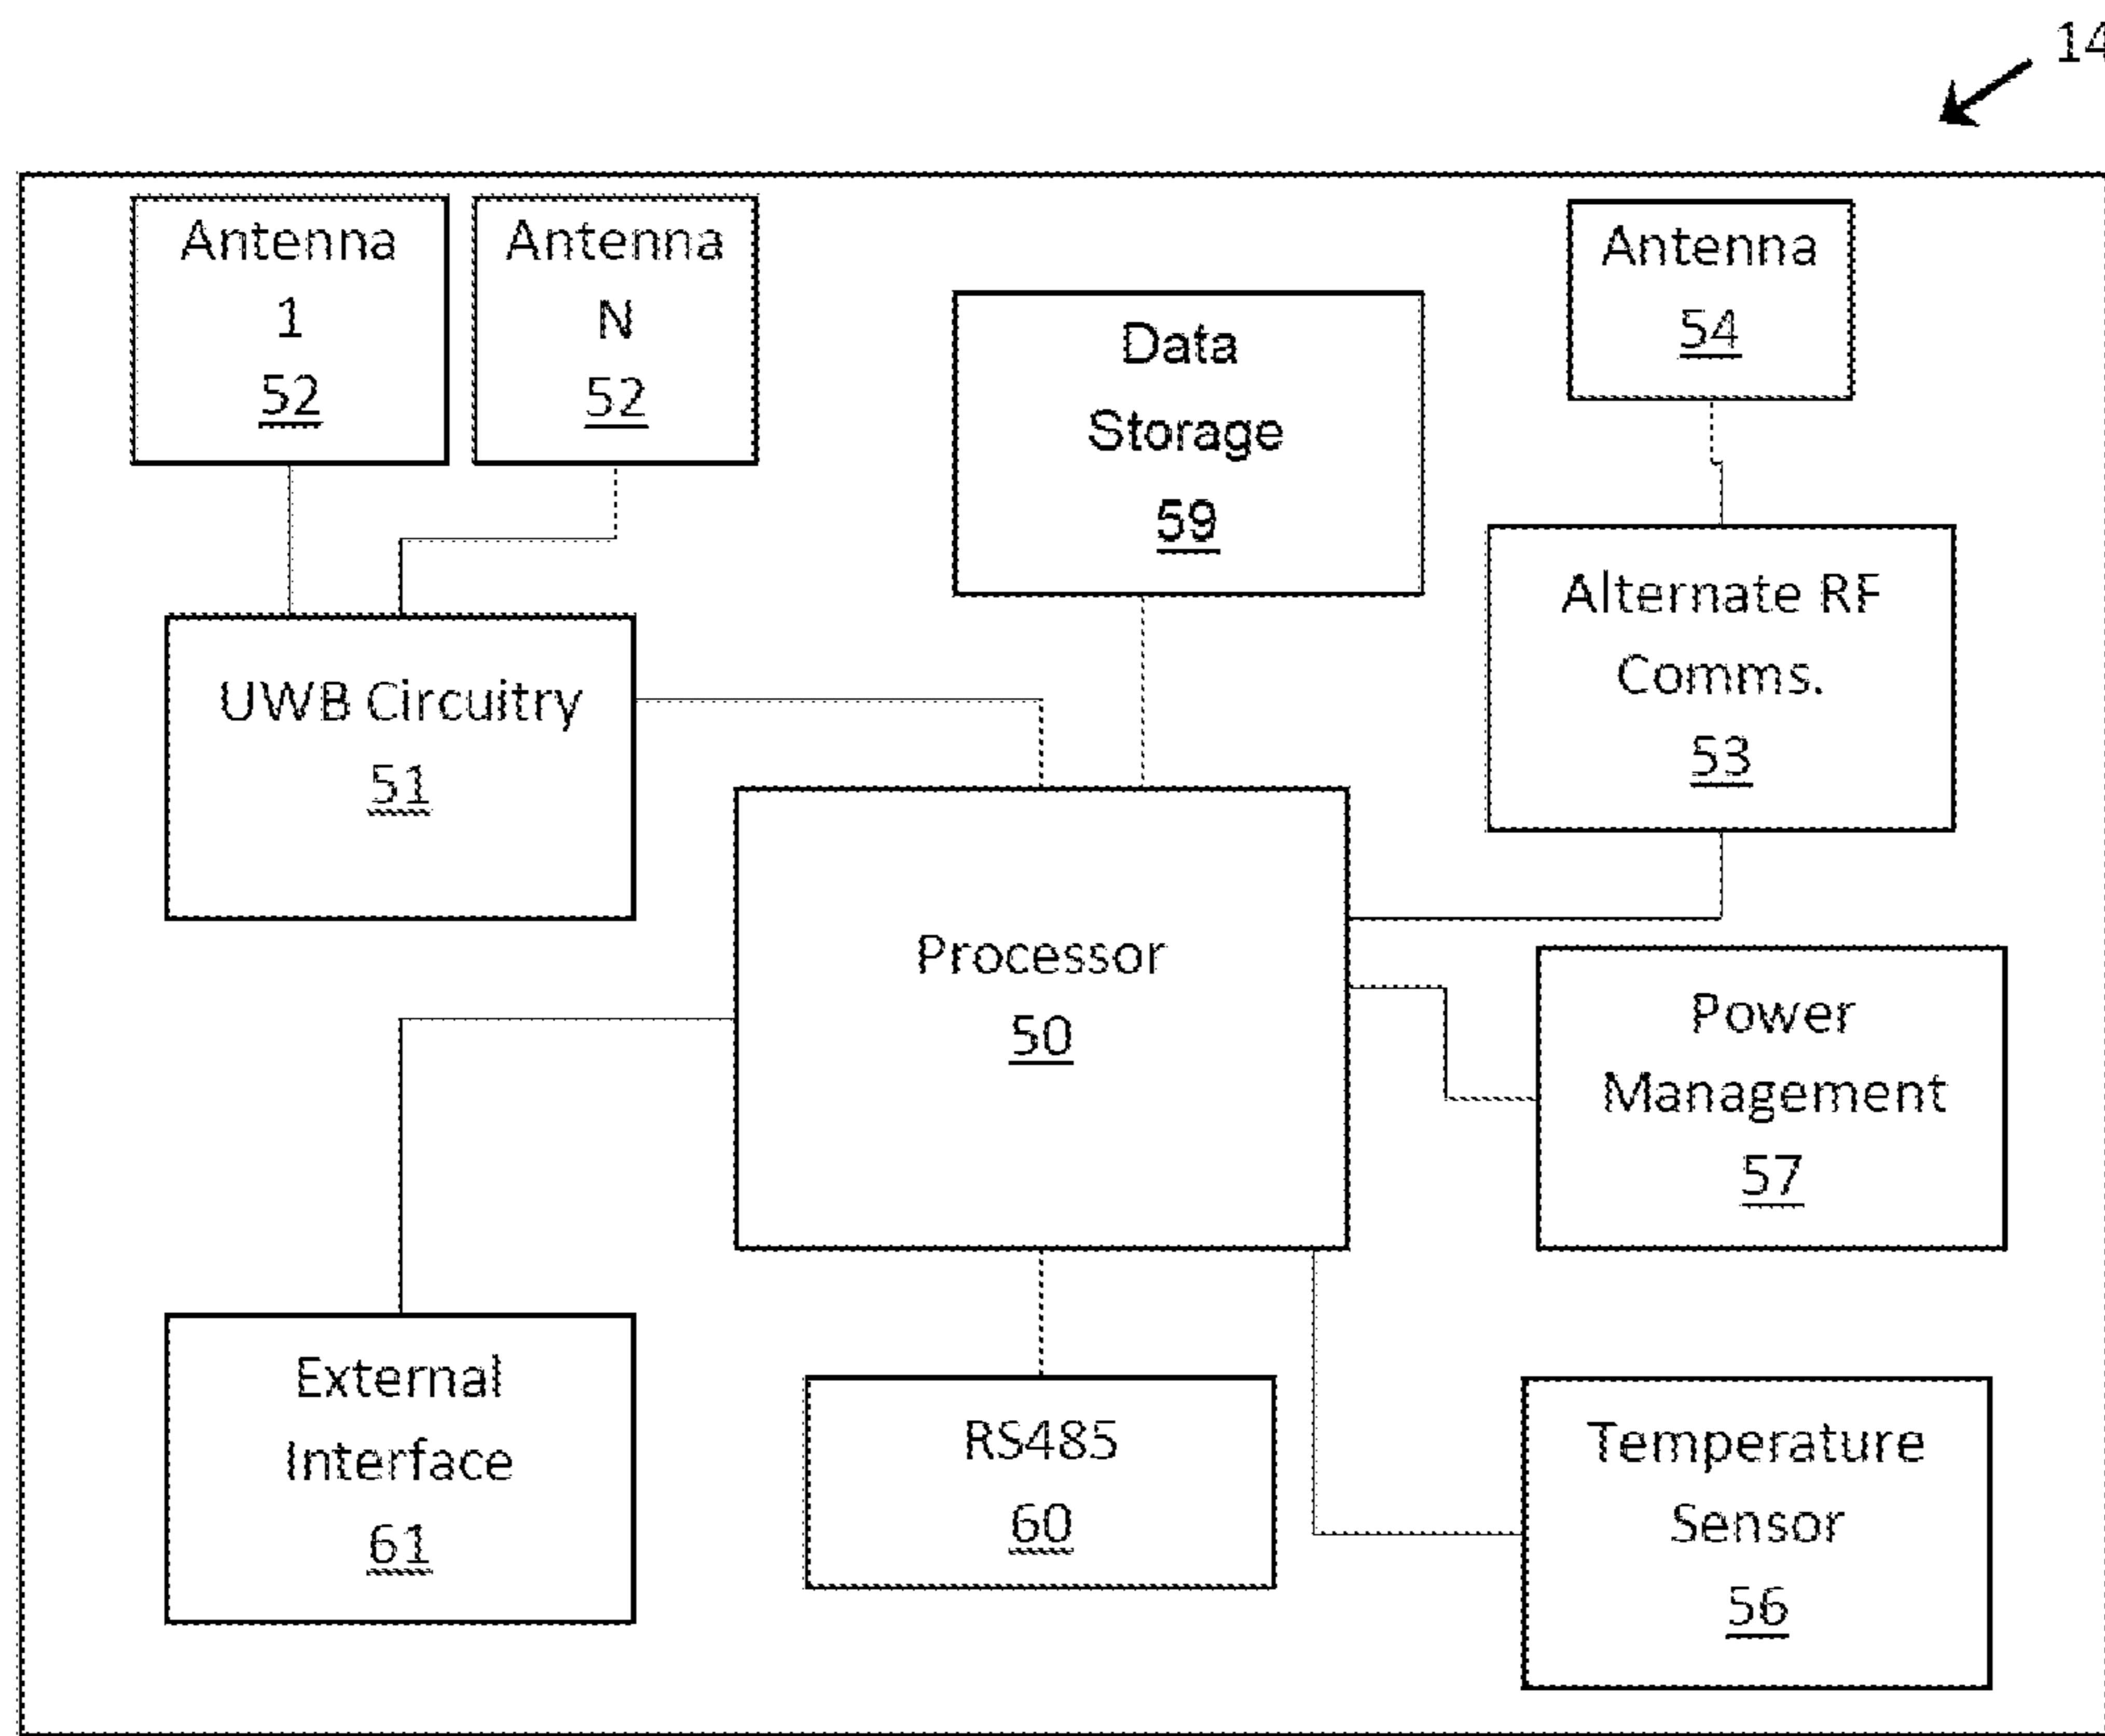 14
Antenna
1
52
Antenna
N
52
Data
Storage
59
Antenna
54
Alternate RF
Comms.
53
UWB Circuitry
51
Processor
50
Power
Management
57
External
Interface
61
RS485
60
Temperature
Sensor
56